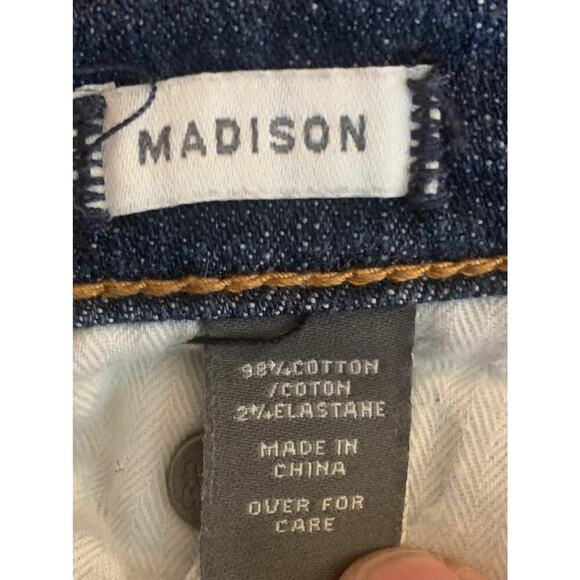 MADISON
98% COTTON
/COTON
2% ELASTANE
MADE IN
CHINA
OVER FOR
CARE